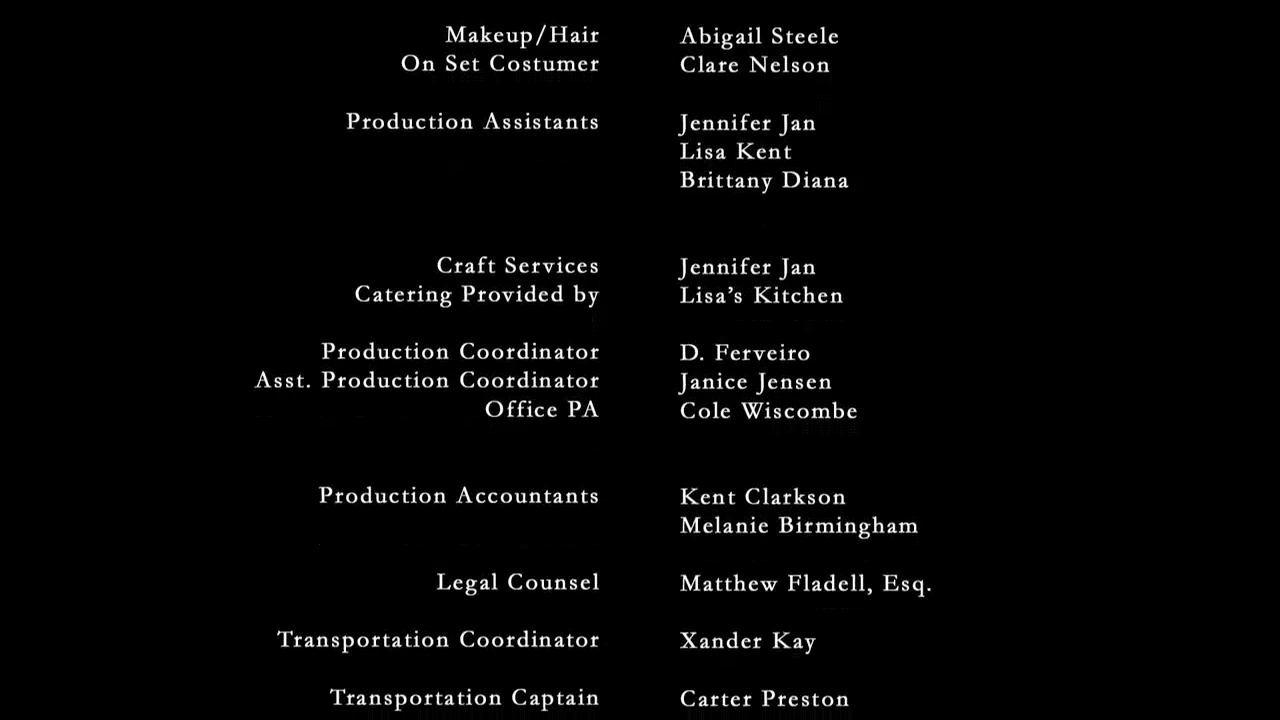 Makeup/Hair Abigail Steele
On Set Costumer Clare Nelson
Production Assistants Jennifer Jan
Lisa Kent
Brittany Diana
Craft Services Jennifer Jan
Catering Provided by Lisa’s Kitchen
Production Coordinator D. Ferveiro
Asst. Production Coordinator Janice Jensen
Office PA Cole Wiscombe
Production Accountants Kent Clarkson
Melanie Birmingham
Legal Counsel Matthew Fladell, Esq.
Transportation Coordinator Xander Kay
Transportation Captain Carter Preston